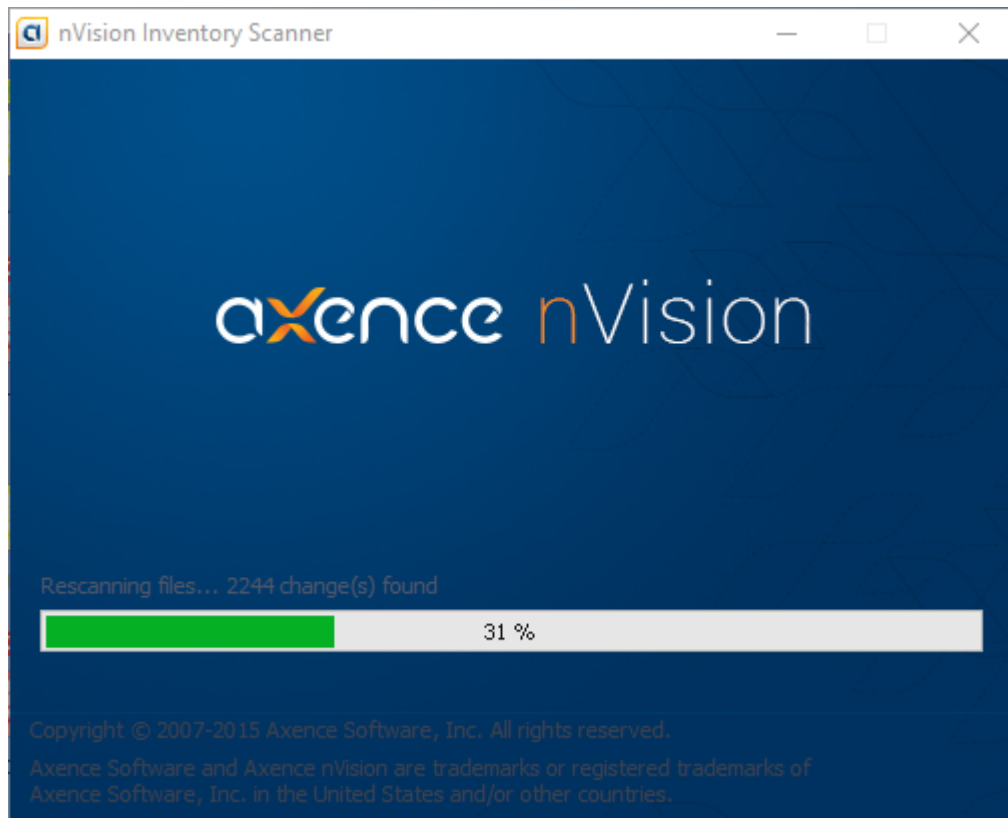 nVision Inventory Scanner
axence nVision
Rescanning files... 2244 change(s) found
31 %
Copyright © 2007-2015 Axence Software, Inc. All rights reserved.
Axence Software and Axence nVision are trademarks or registered trademarks of
Axence Software, Inc. in the United States and/or other countries.